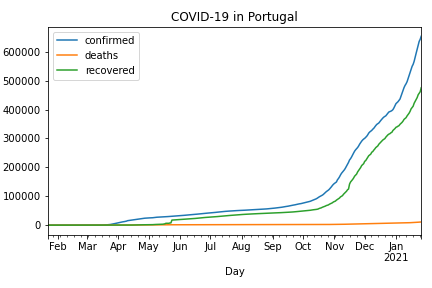 COVID-19 in Portugal
confirmed
deaths
recovered
600000
500000
400000
300000
200000
100000
0
Feb Mar Apr May Jun Jul Aug Sep Oct Nov Dec Jan
2021
Day